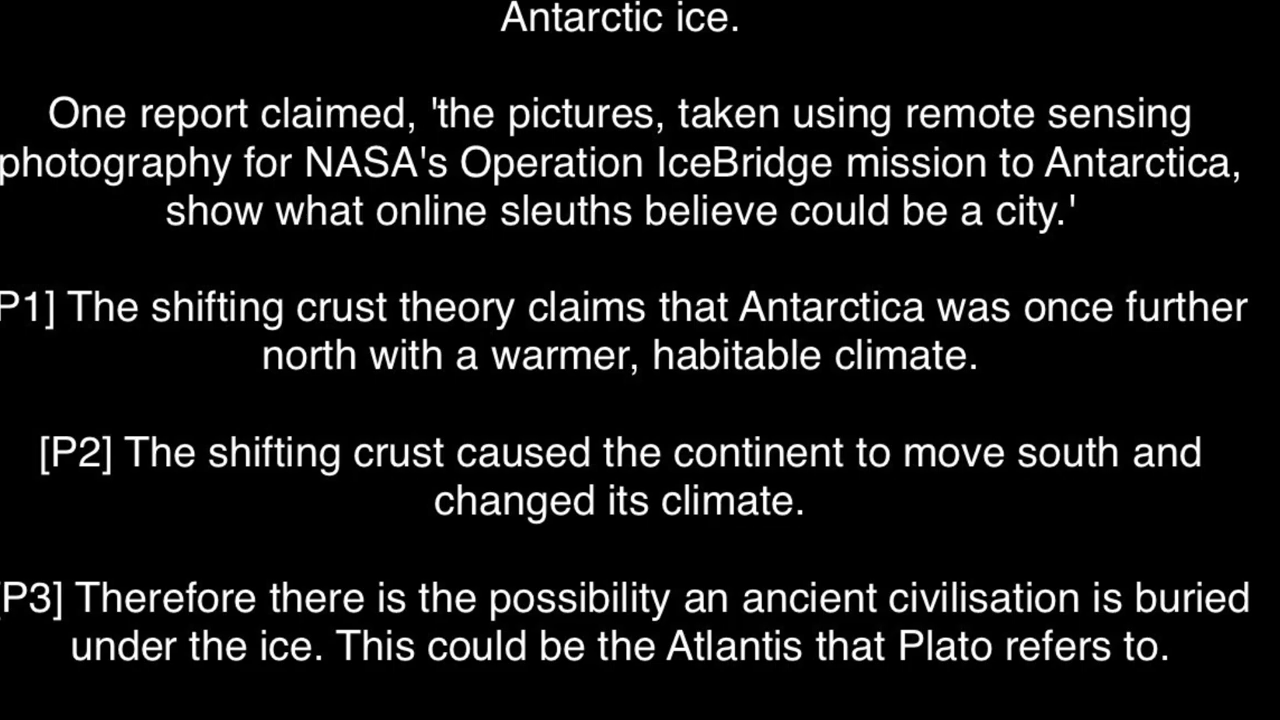 Antarctic ice.
One report claimed, 'the pictures, taken using remote sensing
photography for NASA's Operation IceBridge mission to Antarctica,
show what online sleuths believe could be a city.'
P1] The shifting crust theory claims that Antarctica was once further
north with a warmer, habitable climate.
[P2] The shifting crust caused the continent to move south and
changed its climate.
[P3] Therefore there is the possibility an ancient civilisation is buried
under the ice. This could be the Atlantis that Plato refers to.